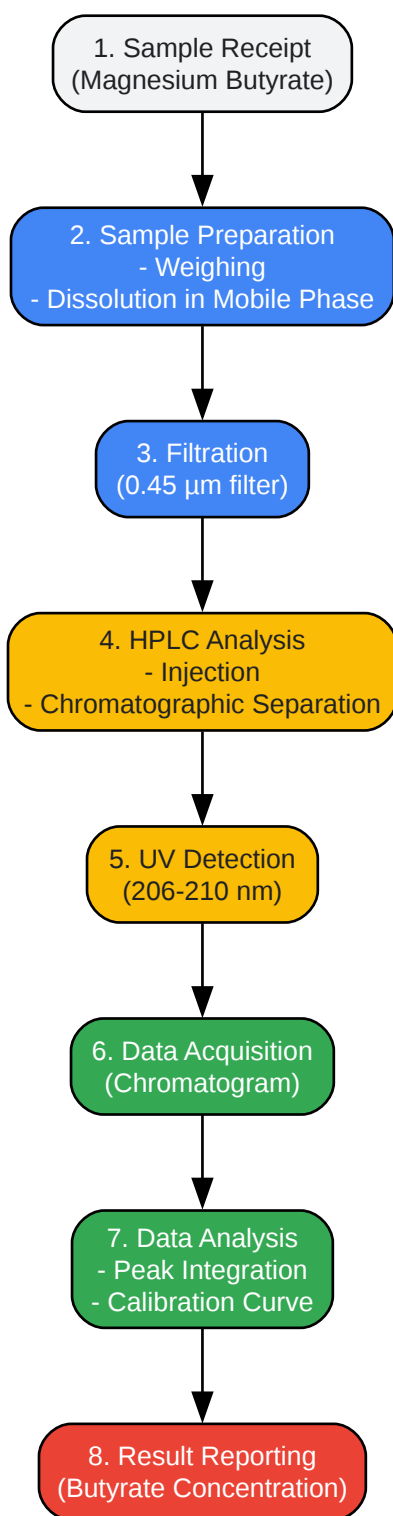 1. Sample Receipt
(Magnesium Butyrate)
2. Sample Preparation
- Weighing
- Dissolution in Mobile Phase
3. Filtration
(0.45 µm filter)
4. HPLC Analysis
- Injection
- Chromatographic Separation
5. UV Detection
(206-210 nm)
6. Data Acquisition
(Chromatogram)
7. Data Analysis
- Peak Integration
- Calibration Curve
8. Result Reporting
(Butyrate Concentration)